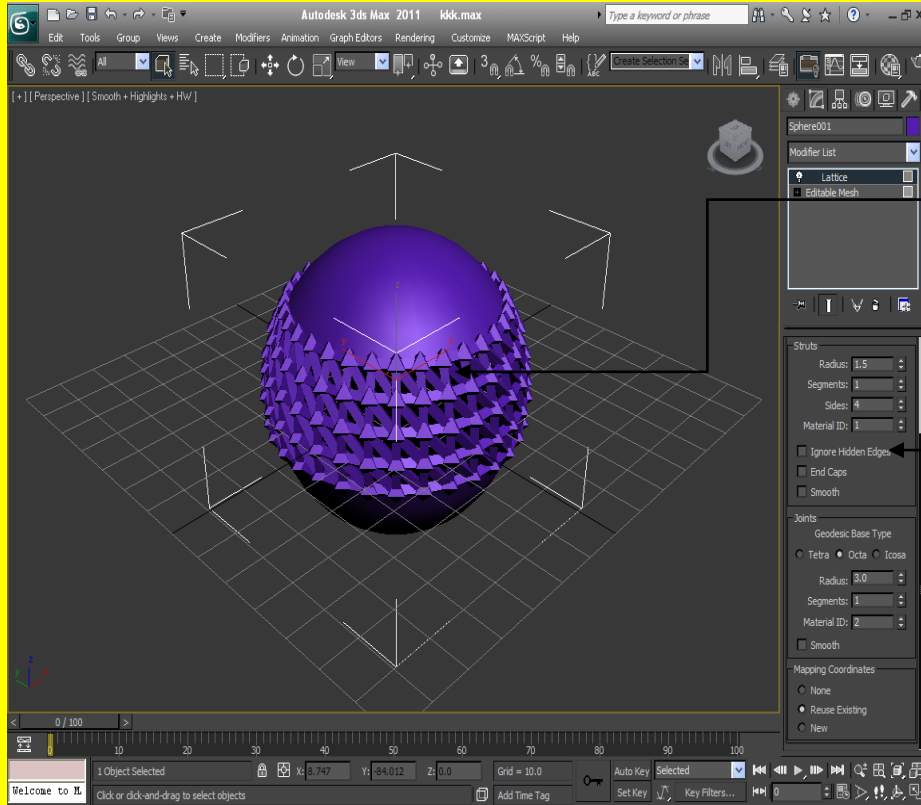 Autodesk 3ds Max 2011 kkk.max
Type a keyword or phrase
Edit Tools Group Views Create Modifiers Animation Graph Editors Rendering Customize MAXScript Help
All
View
3
Create Selection Se
[ + ] [ Perspective ] [ Smooth + Highlights + HW ]
Sphere001
Modifier List
Lattice
Editable Mesh
z
y x
Struts
Radius: 1.5
Segments: 1
Sides: 4
Material ID: 1
Ignore Hidden Edges
End Caps
Smooth
Joints
Geodesic Base Type
Tetra Octa Icosa
Radius: 3.0
Segments: 1
Material ID: 2
Smooth
Mapping Coordinates
None
Reuse Existing
New
z
y x
< 0 / 100 >
0 10 20 30 40 50 60 70 80 90 100
1 Object Selected X: 8.747 Y: -84.012 Z: 0.0 Grid = 10.0 Auto Key Selected
Welcome to M Click or click-and-drag to select objects Add Time Tag Set Key Key Filters... 0